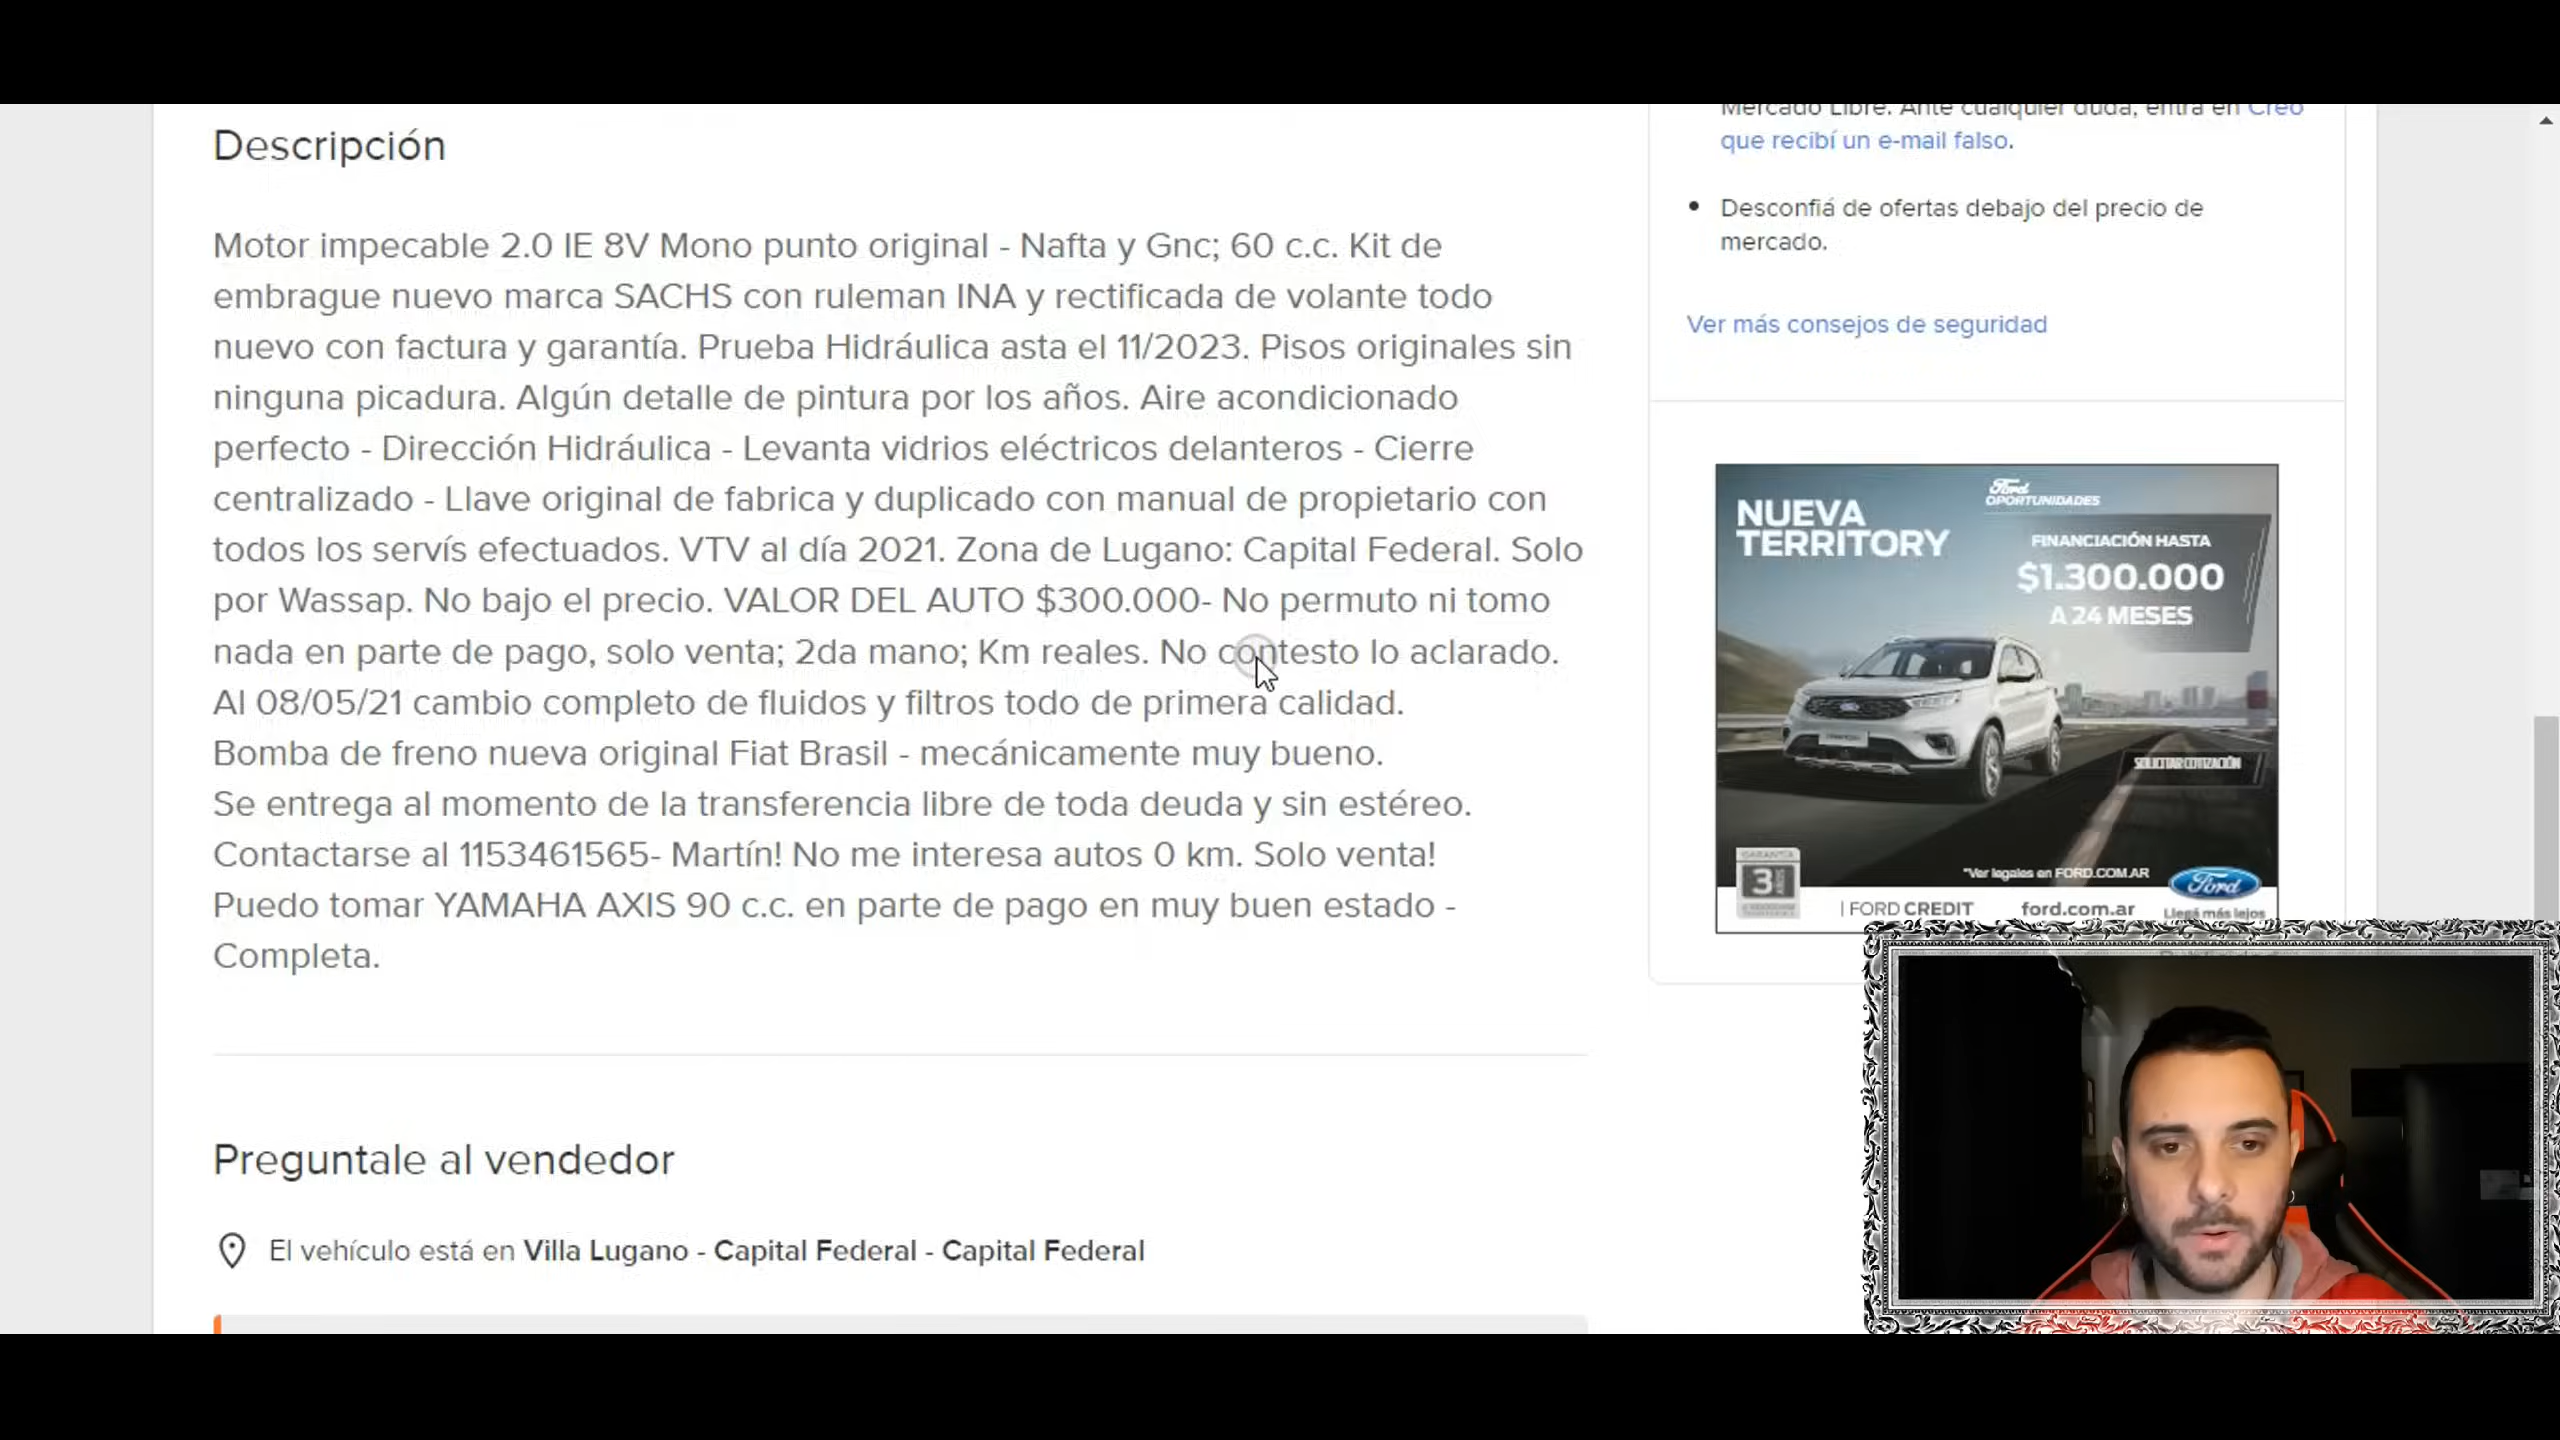 Descripción
Motor impecable 2.0 IE 8V Mono punto original - Nafta y Gnc; 60 c.c. Kit de
embrague nuevo marca SACHS con ruleman INA y rectificada de volante todo
nuevo con factura y garantía. Prueba Hidráulica asta el 11/2023. Pisos originales sin
ninguna picadura. Algún detalle de pintura por los años. Aire acondicionado
perfecto - Dirección Hidráulica - Levanta vidrios eléctricos delanteros - Cierre
centralizado - Llave original de fabrica y duplicado con manual de propietario con
todos los servís efectuados. VTV al día 2021. Zona de Lugano: Capital Federal. Solo
por Wassap. No bajo el precio. VALOR DEL AUTO $300.000- No permuto ni tomo
nada en parte de pago, solo venta; 2da mano; Km reales. No contesto lo aclarado.
Al 08/05/21 cambio completo de fluidos y filtros todo de primera calidad.
Bomba de freno nueva original Fiat Brasil - mecánicamente muy bueno.
Se entrega al momento de la transferencia libre de toda deuda y sin estéreo.
Contactarse al 1153461565- Martín! No me interesa autos 0 km. Solo venta!
Puedo tomar YAMAHA AXIS 90 c.c. en parte de pago en muy buen estado -
Completa.
Preguntale al vendedor
El vehículo está en Villa Lugano - Capital Federal - Capital Federal
Mercado Libre. Ante cualquier duda, entrá en Creo
que recibí un e-mail falso.
• Desconfiá de ofertas debajo del precio de
mercado.
Ver más consejos de seguridad
Ford
OPORTUNIDADES
NUEVA
TERRITORY
FINANCIACIÓN HASTA
$1.300.000
A 24 MESES
SOLICITAR COTIZACIÓN
GARANTÍA
3 AÑOS
*Ver legales en FORD.COM.AR
Ford
| FORD CREDIT
ford.com.ar
Llegá más lejos